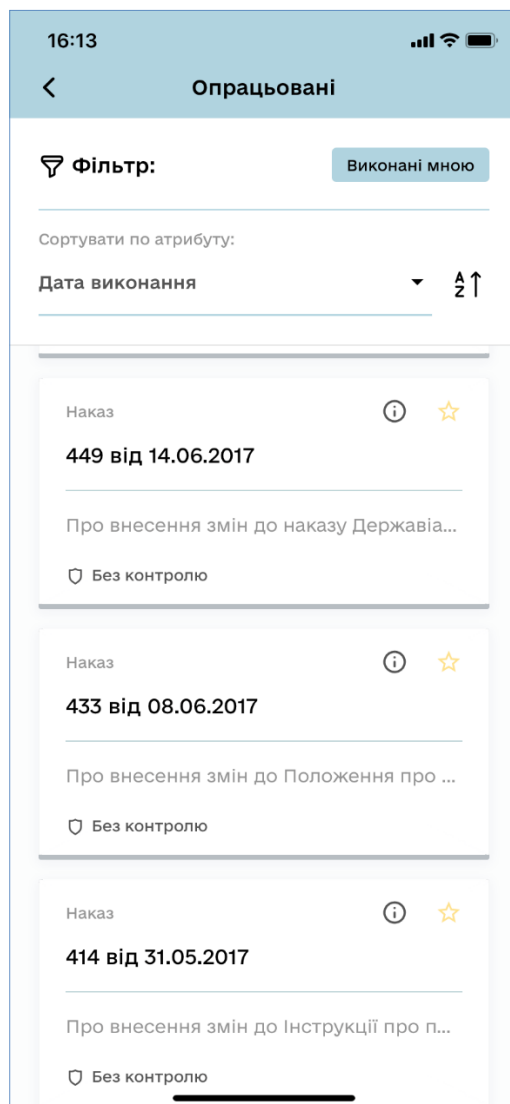 16:13
Опрацьовані
Фільтр:
Виконані мною
Сортувати по атрибуту:
Дата виконання
A
Z
Наказ
449 від 14.06.2017
Про внесення змін до наказу Державіа...
Без контролю
Наказ
433 від 08.06.2017
Про внесення змін до Положення про ...
Без контролю
Наказ
414 від 31.05.2017
Про внесення змін до Інструкції про п...
Без контролю